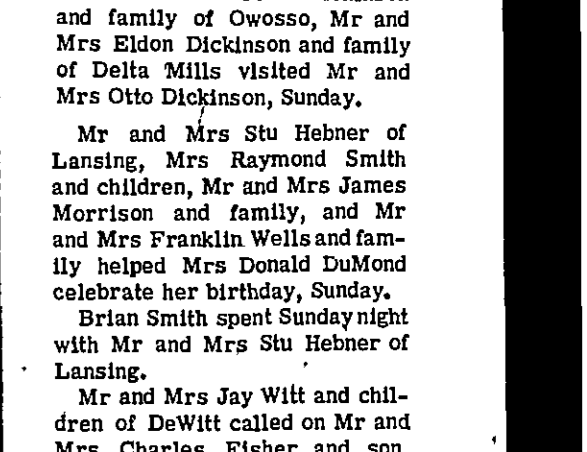 and family of Owosso, Mr and
Mrs Eldon Dickinson and family
of Delta Mills visited Mr and
Mrs Otto Dickinson, Sunday.
Mr and Mrs Stu Hebner of
Lansing, Mrs Raymond Smith
and children, Mr and Mrs James
Morrison and family, and Mr
and Mrs Franklin Wells and fam-
ily helped Mrs Donald DuMond
celebrate her birthday, Sunday.
Brian Smith spent Sunday night
with Mr and Mrs Stu Hebner of
Lansing.
Mr and Mrs Jay Witt and chil-
dren of DeWitt called on Mr and
Mrs Charles Fisher and son